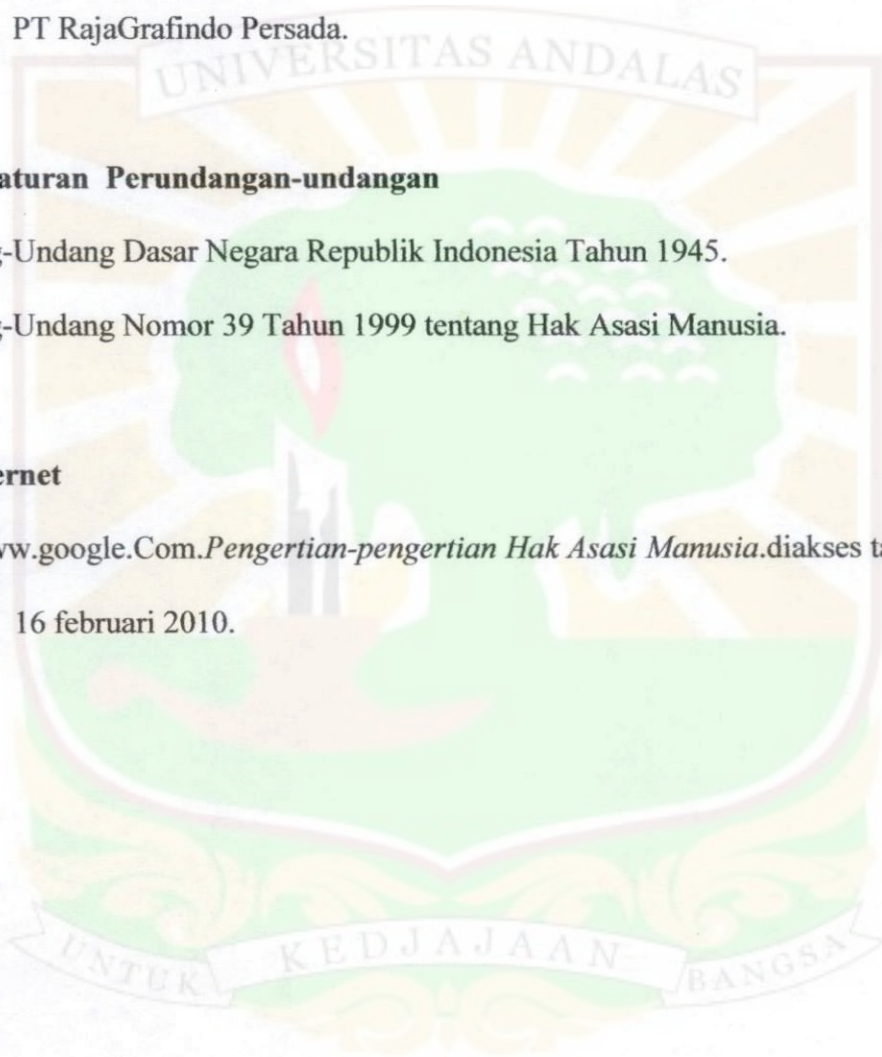 PT RajaGrafindo Persada.
UNIVERSITAS ANDALAS
aturan Perundangan-undangan
g-Undang Dasar Negara Republik Indonesia Tahun 1945.
g-Undang Nomor 39 Tahun 1999 tentang Hak Asasi Manusia.
ernet
ww.google.Com.Pengertian-pengertian Hak Asasi Manusia.diakses ta
16 februari 2010.
UNTUK KEDJAJAAN BANGSA